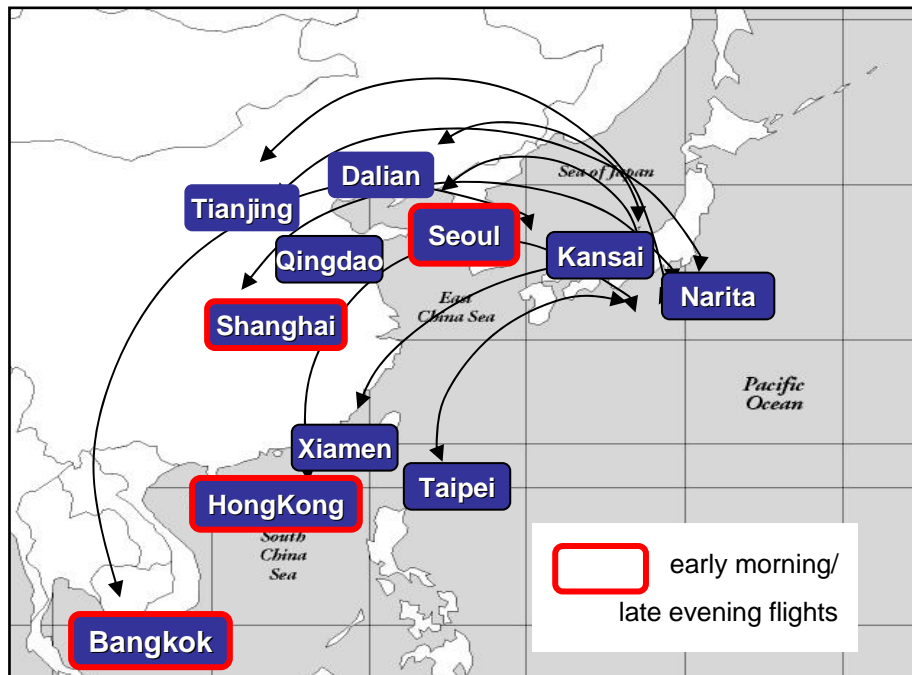 Dalian
Sea of Japan
Tianjing
Seoul
Qingdao
Kansai
Narita
East
China Sea
Shanghai
Pacific
Ocean
Xiamen
Taipei
HongKong
South
China
Sea
early morning/
late evening flights
Bangkok